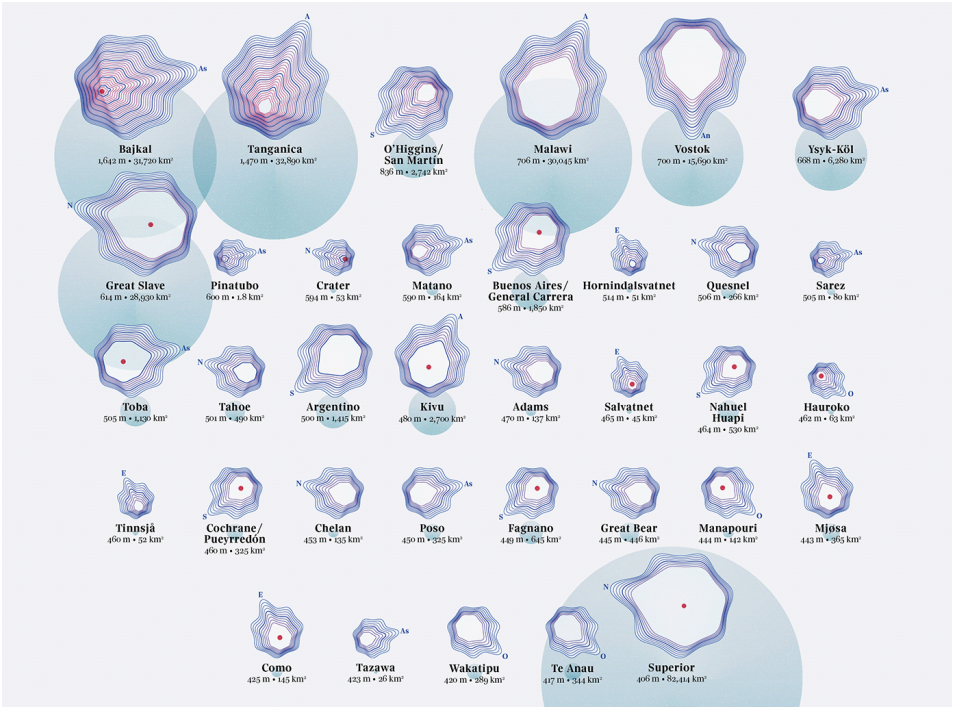 A
A
As
As
An
S
Bajkal
1,642 m • 31,720 km²
Tanganica
1,470 m • 32,890 km²
O'Higgins/
San Martín
836 m • 2,742 km²
Malawi
706 m • 30,045 km²
Vostok
700 m • 15,690 km²
Ysyk-Köl
668 m • 6,280 km²
N
E
As
N
As
N
As
S
Great Slave
614 m • 28,930 km²
Pinatubo
600 m • 1.8 km²
Crater
594 m • 53 km²
Matano
590 m • 164 km²
Buenos Aires/
General Carrera
586 m • 1,850 km²
Hornindalsvatnet
514 m • 51 km²
Quesnel
506 m • 266 km²
Sarez
505 m • 80 km²
A
As
N
N
E
S
S
O
Toba
505 m • 1,130 km²
Tahoe
501 m • 490 km²
Argentino
500 m • 1,415 km²
Kivu
480 m • 2,700 km²
Adams
470 m • 137 km²
Salvatnet
465 m • 45 km²
Nahuel
Huapi
464 m • 530 km²
Hauroko
462 m • 63 km²
E
E
N
As
N
S
S
O
Tinnsjå
460 m • 52 km²
Cochrane/
Pueyrredón
460 m • 325 km²
Chelan
453 m • 135 km²
Poso
450 m • 325 km²
Fagnano
449 m • 645 km²
Great Bear
445 m • 446 km²
Manapouri
444 m • 142 km²
Mjøsa
443 m • 365 km²
E
N
As
O
O
Como
425 m • 145 km²
Tazawa
423 m • 26 km²
Wakatipu
420 m • 289 km²
Te Anau
417 m • 344 km²
Superior
406 m • 82,414 km²